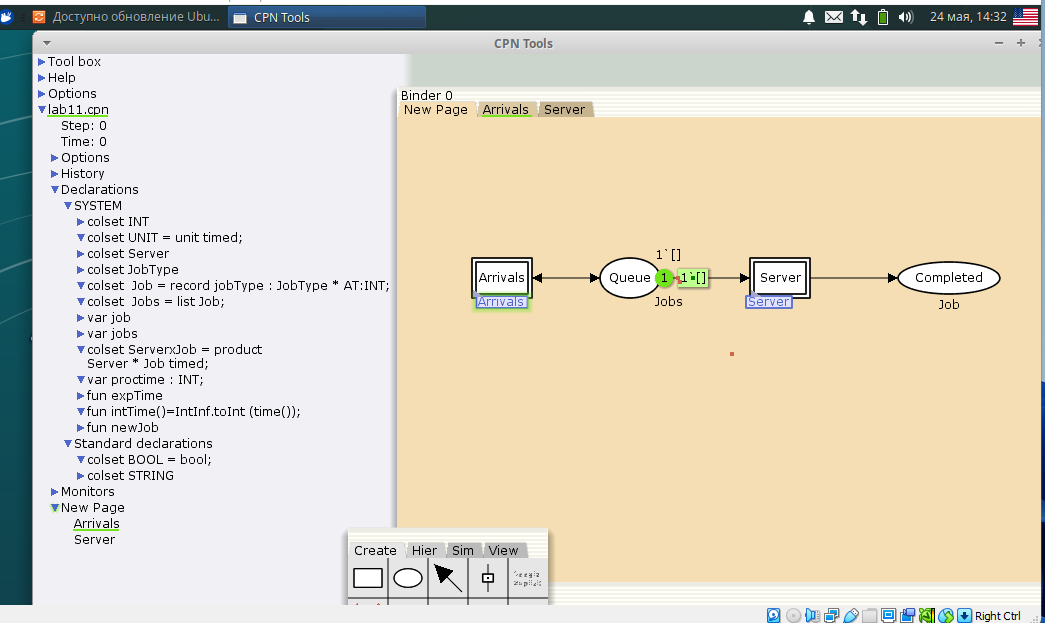 Доступно обновление Ubu...
CPN Tools
24 мая, 14:32
CPN Tools
Tool box
Help
Options
lab11.cpn
Step: 0
Time: 0
Options
History
Declarations
SYSTEM
colset INT
colset UNIT = unit timed;
colset Server
colset JobType
colset Job = record jobType : JobType * AT:INT;
colset Jobs = list Job;
var job
var jobs
colset ServerxJob = product
Server * Job timed;
var proctime : INT;
fun expTime
fun intTime()=IntInf.toInt (time());
fun newJob
Standard declarations
colset BOOL = bool;
colset STRING
Monitors
New Page
Arrivals
Server
Binder 0
New Page
Arrivals
Server
1`[]
Arrivals
Queue
1
1`[]
Server
Completed
Arrivals
Jobs
Server
Job
Create
Hier
Sim
View
Right Ctrl